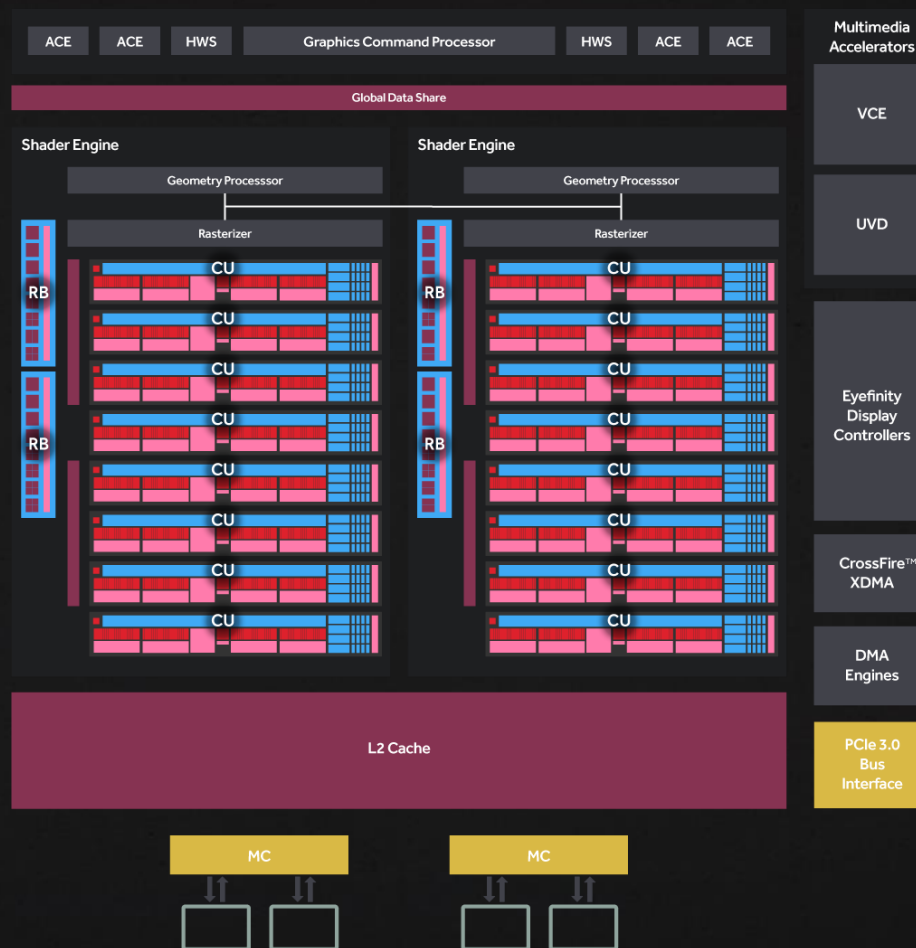 ACE
ACE
HWS
Graphics Command Processor
HWS
ACE
ACE
Global Data Share
Shader Engine
Geometry Processsor
Rasterizer
RB
RB
CU
CU
CU
CU
CU
CU
CU
CU
Shader Engine
Geometry Processsor
Rasterizer
RB
RB
CU
CU
CU
CU
CU
CU
CU
CU
L2 Cache
MC
MC
Multimedia
Accelerators
VCE
UVD
Eyefinity
Display
Controllers
CrossFire™
XDMA
DMA
Engines
PCIe 3.0
Bus
Interface